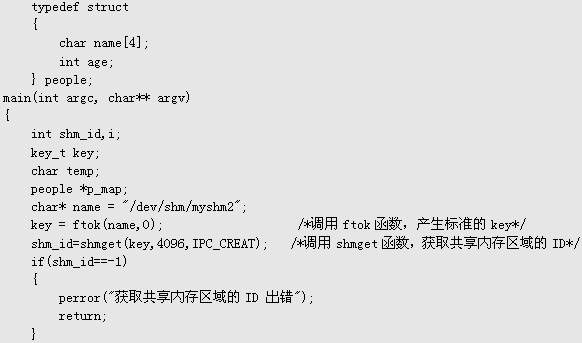 typedef struct
{
char name[4];
int age;
} people;
main(int argc, char** argv)
{
int shm_id,i;
key_t key;
char temp;
people *p_map;
char* name = "/dev/shm/myshm2";
key = ftok(name,0); /*调用 ftok 函数，产生标准的 key*/
shm_id=shmget(key,4096,IPC_CREAT); /*调用 shmget 函数，获取共享内存区域的 ID*/
if(shm_id==-1)
{
perror("获取共享内存区域的 ID 出错");
return;
}